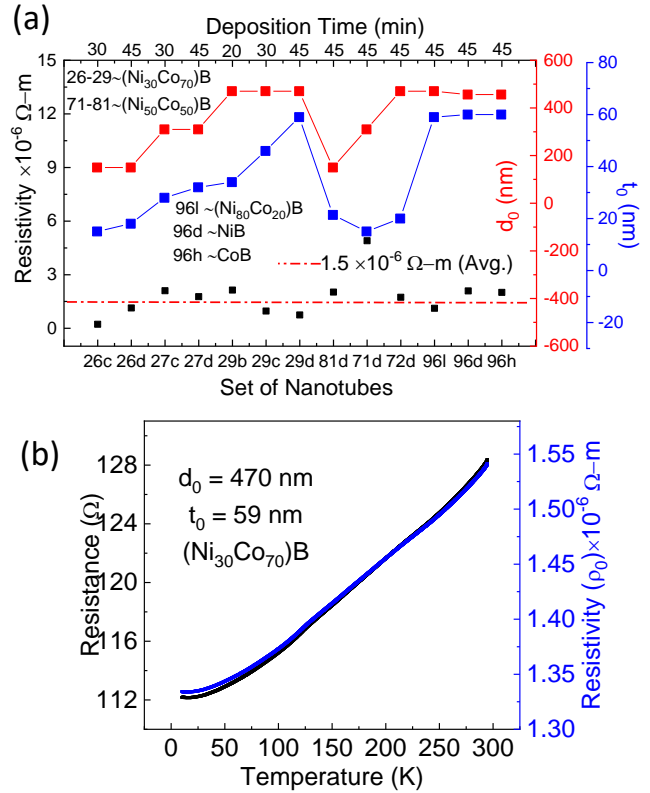 (a)
Deposition Time (min)
30 45 30 45 20 30 45 45 45 45 45 45 45
15
12
9
6
3
0
Resistivity ×10⁻⁶ Ω–m
26-29~(Ni₃₀Co₇₀)B
71-81~(Ni₅₀Co₅₀)B
96l ~(Ni₈₀Co₂₀)B
96d ~NiB
96h ~CoB
1.5 ×10⁻⁶ Ω–m (Avg.)
600
400
200
0
-200
-400
-600
d₀ (nm)
80
60
40
20
0
-20
t₀ (nm)
26c 26d 27c 27d 29b 29c 29d 81d 71d 72d 96l 96d 96h
Set of Nanotubes
(b)
128
124
120
116
112
Resistance (Ω)
d₀ = 470 nm
t₀ = 59 nm
(Ni₃₀Co₇₀)B
1.55
1.50
1.45
1.40
1.35
1.30
Resistivity (ρ₀)×10⁻⁶ Ω–m
0 50 100 150 200 250 300
Temperature (K)